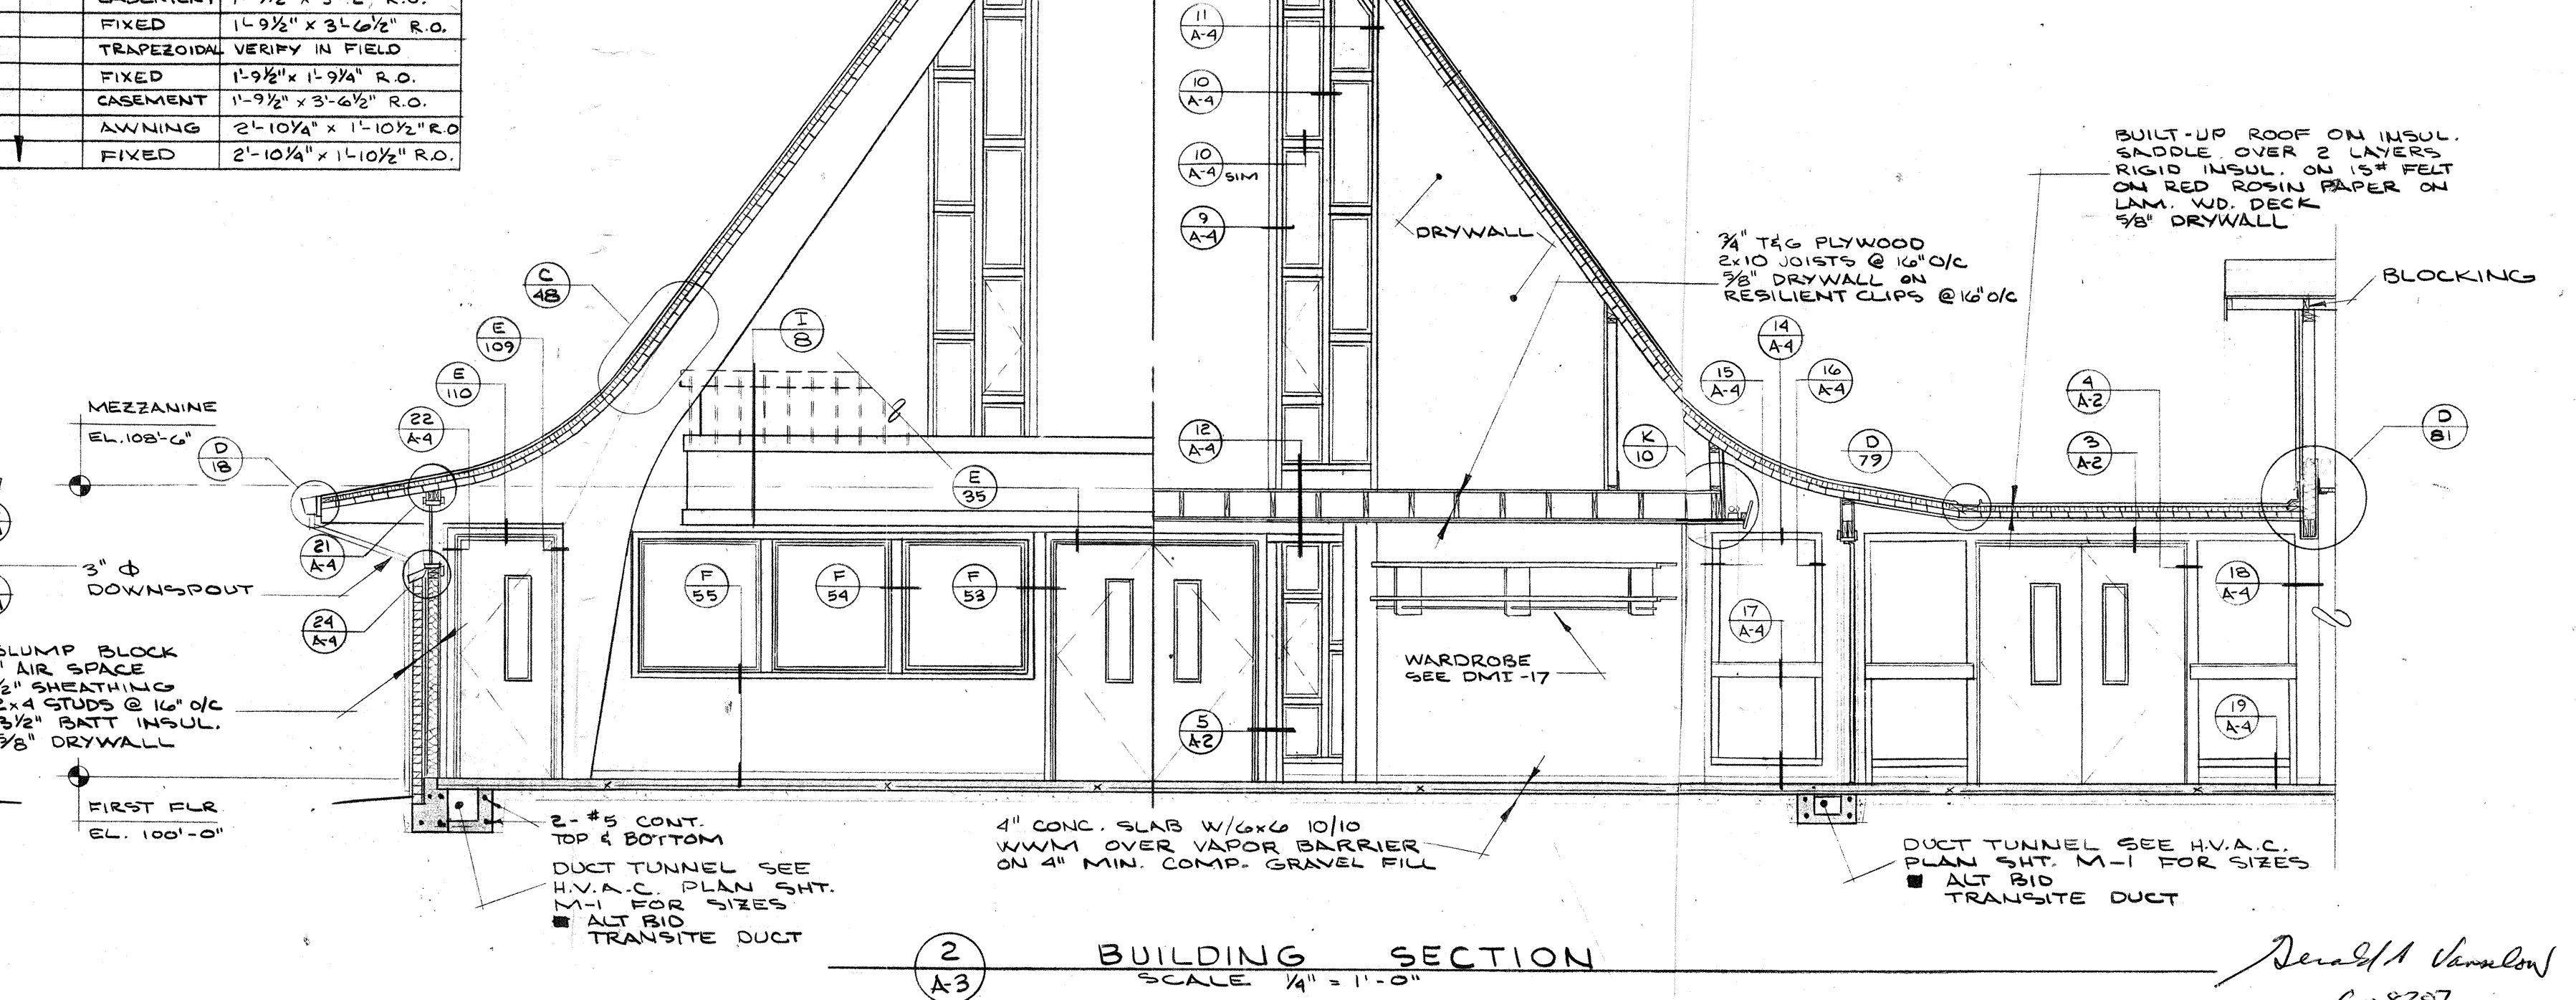 FIXED 1'-9½" x 3'-6½" R.O.
TRAPEZOIDAL VERIFY IN FIELD
FIXED 1'-9½" x 1'-9¼" R.O.
CASEMENT 1'-9½" x 3'-6½" R.O.
AWNING 2'-10¼" x 1'-10½" R.O
FIXED 2'-10¼" x 1'-10½" R.O.
11
A-4
10
A-4
10
A-4 SIM
9
A-4
DRYWALL
BUILT-UP ROOF ON INSUL.
SADDLE OVER 2 LAYERS
RIGID INSUL. ON 15# FELT
ON RED ROSIN PAPER ON
LAM. WD. DECK
5/8" DRYWALL
¾" T&G PLYWOOD
2x10 JOISTS @ 16" O/C
5/8" DRYWALL ON
RESILIENT CLIPS @ 16" O/C
BLOCKING
C
48
E
109
E
110
I
8
14
A-4
15
A-4
16
A-4
4
A-2
3
A-2
D
81
MEZZANINE
EL. 108'-6"
22
A-4
D
18
12
A-4
K
10
D
79
E
35
21
A-4
3" Φ
DOWNSPOUT
24
A-4
F
55
F
54
F
53
17
A-4
18
A-4
19
A-4
5
A-2
WARDROBE
SEE DMI-17
SLUMP BLOCK
" AIR SPACE
½" SHEATHING
2x4 STUDS @ 16" O/C
3½" BATT INSUL.
5/8" DRYWALL
FIRST FLR
EL. 100'-0"
2-#5 CONT.
TOP & BOTTOM
DUCT TUNNEL SEE
H.V.A.C. PLAN SHT.
M-1 FOR SIZES
■ ALT BID
TRANSITE DUCT
4" CONC. SLAB W/6x6 10/10
WWM OVER VAPOR BARRIER
ON 4" MIN. COMP. GRAVEL FILL
DUCT TUNNEL SEE H.V.A.C.
PLAN SHT. M-1 FOR SIZES
■ ALT BID
TRANSITE DUCT
2
A-3
BUILDING SECTION
SCALE ¼" = 1'-0"